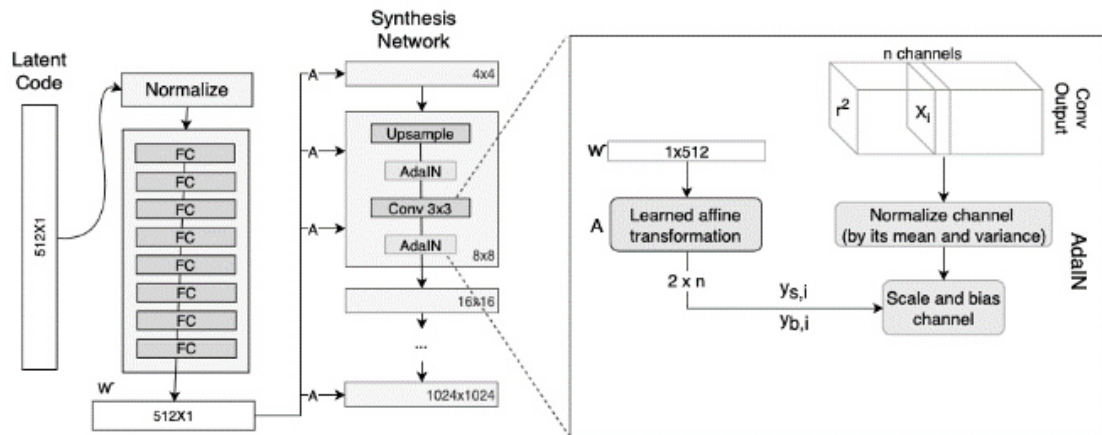 Latent
Code
512X1
Normalize
FC
FC
FC
FC
FC
FC
FC
FC
W
512X1
Synthesis
Network
A
4x4
A
Upsample
AdaIN
A
Conv 3x3
AdaIN
8x8
16x16
...
A
1024x1024
n channels
r²
Xi
Conv
Output
W
1x512
A
Learned affine
transformation
2 x n
ys,i
yb,i
Normalize channel
(by its mean and variance)
Scale and bias
channel
AdaIN